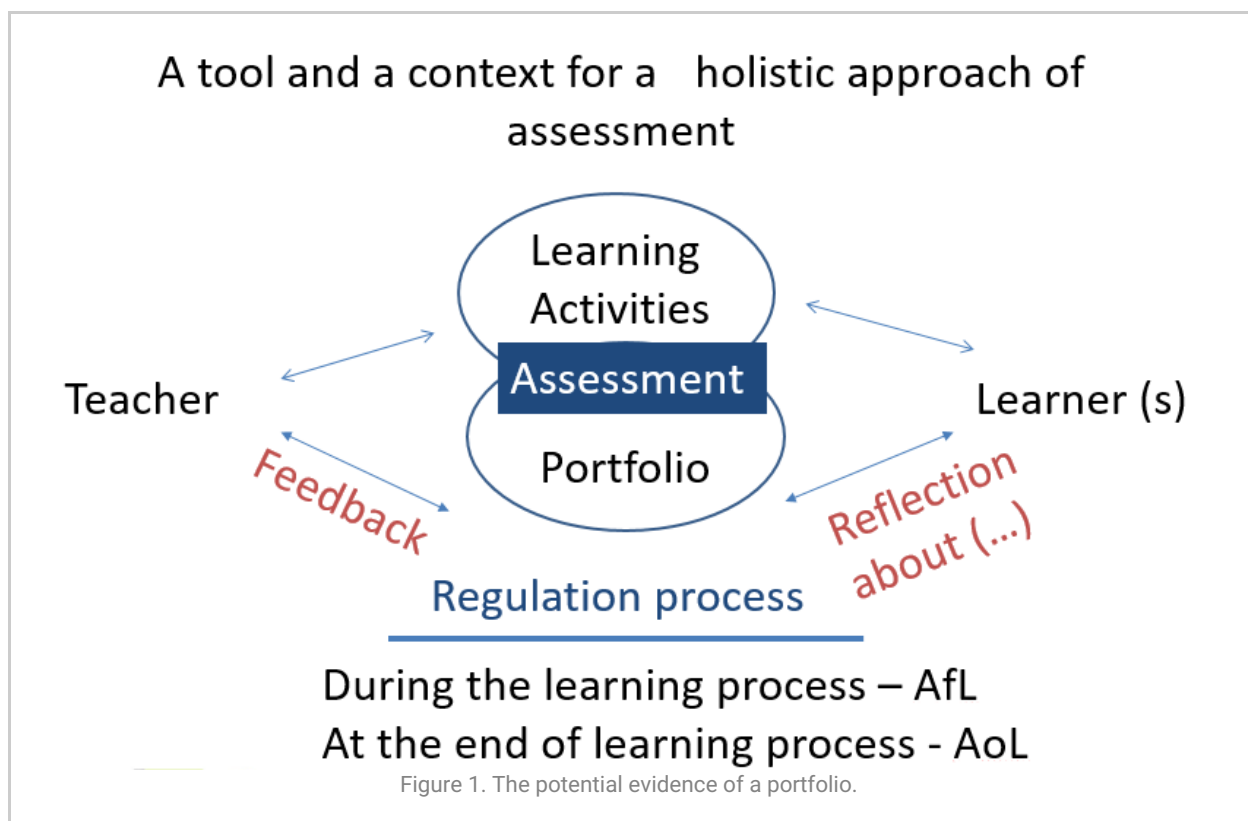 A tool and a context for a holistic approach of
assessment
Learning
Activities
Assessment
Teacher
Learner (s)
Portfolio
Feedback
Reflection
about (...)
Regulation process
During the learning process – AfL
At the end of learning process - AoL
Figure 1. The potential evidence of a portfolio.